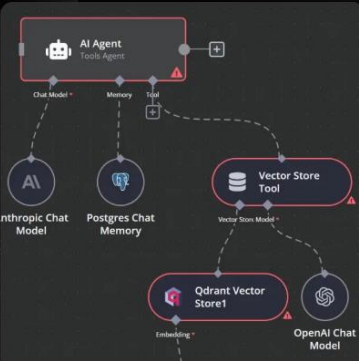 AI Agent
Tools Agent
Chat Model *
Memory
Tool
Vector Store
Tool
nthropic Chat
Model
Postgres Chat
Memory
Vector Store
Model *
Qdrant Vector
Store1
OpenAI Chat
Model
Embedding *